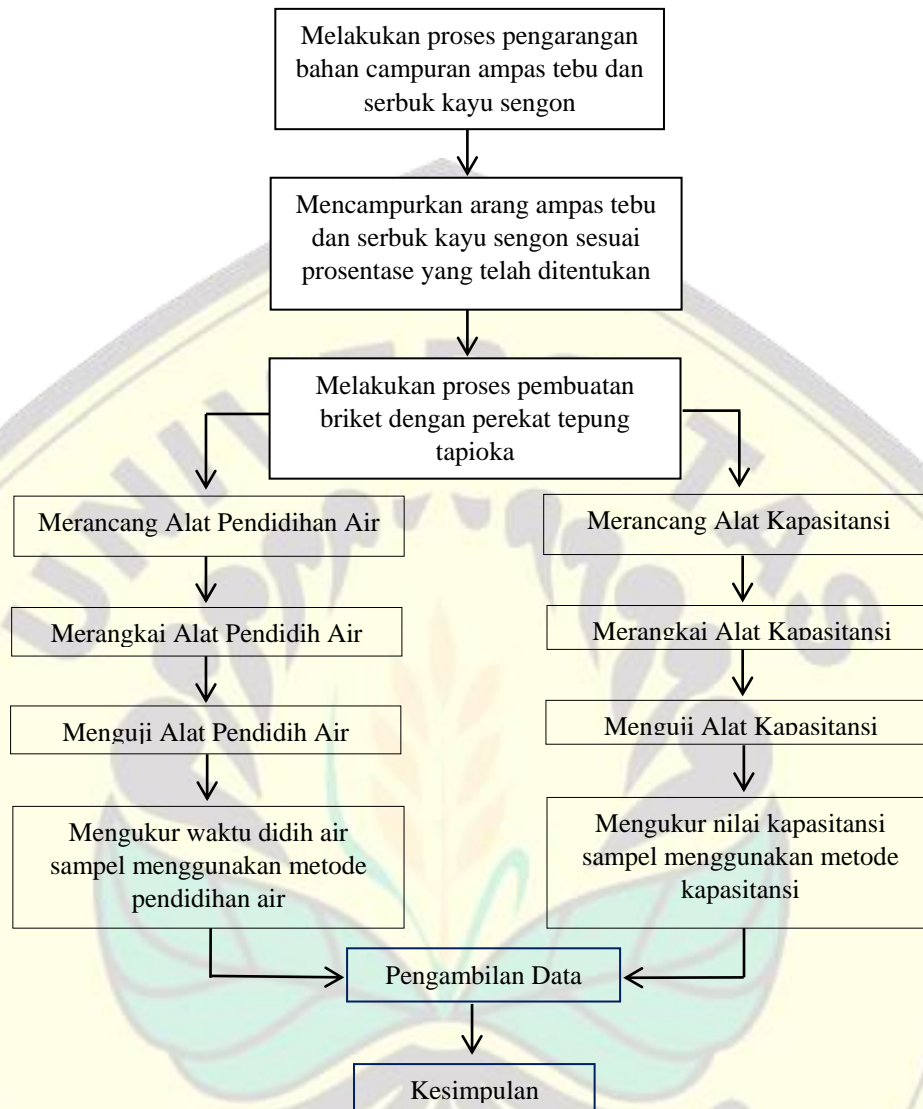 Melakukan proses pengarangan
bahan campuran ampas tebu dan
serbuk kayu sengon
Mencampurkan arang ampas tebu
dan serbuk kayu sengon sesuai
prosentase yang telah ditentukan
Melakukan proses pembuatan
briket dengan perekat tepung
tapioka
UNIVERSITAS
Merancang Alat Pendidihan Air
Merangkai Alat Pendidih Air
Menguji Alat Pendidih Air
Mengukur waktu didih air
sampel menggunakan metode
pendidihan air
Merancang Alat Kapasitansi
Merangkai Alat Kapasitansi
Menguji Alat Kapasitansi
Mengukur nilai kapasitansi
sampel menggunakan metode
kapasitansi
Pengambilan Data
Kesimpulan